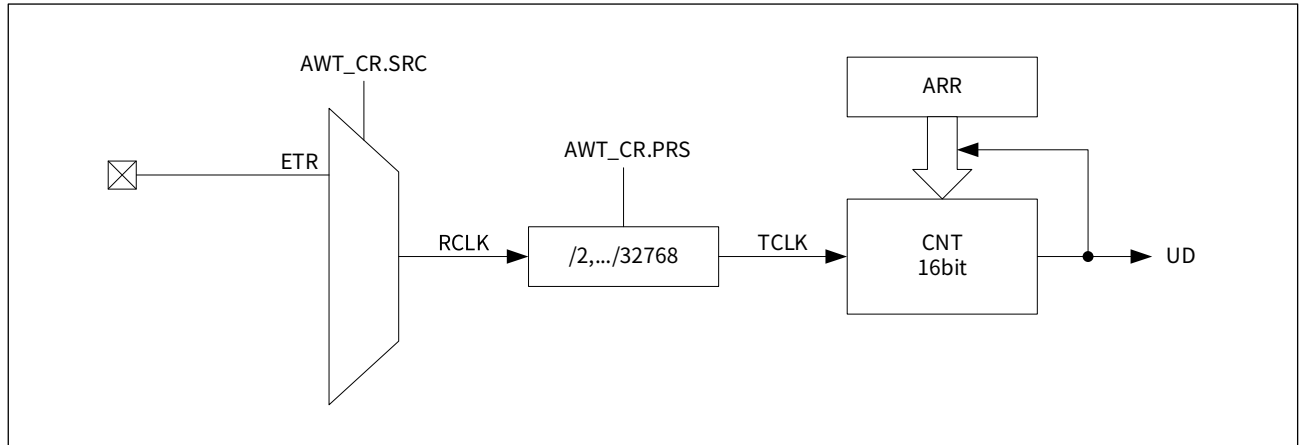 AWT_CR.SRC
ARR
ETR
AWT_CR.PRS
RCLK
/2,.../32768
TCLK
CNT
16bit
UD